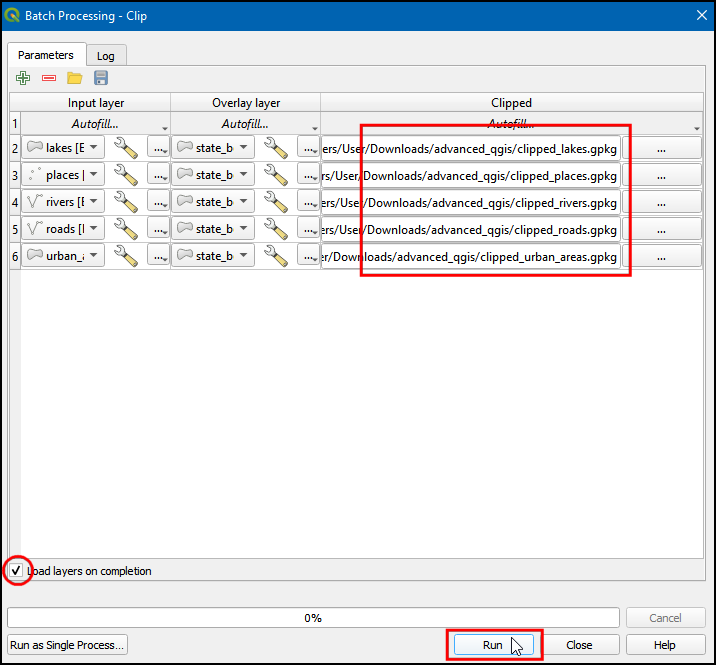 Batch Processing - Clip
Parameters Log
Input layer Overlay layer Clipped
1 Autofill... Autofill... Autofill...
2 lakes [E ... state_b ... ers/User/Downloads/advanced_qgis/clipped_lakes.gpkg ...
3 places [ ... state_b ... ers/User/Downloads/advanced_qgis/clipped_places.gpkg ...
4 rivers [E ... state_b ... ers/User/Downloads/advanced_qgis/clipped_rivers.gpkg ...
5 roads [ ... state_b ... ers/User/Downloads/advanced_qgis/clipped_roads.gpkg ...
6 urban_ ... state_b ... er/Downloads/advanced_qgis/clipped_urban_areas.gpkg ...
Load layers on completion
0% Cancel
Run as Single Process... Run Close Help